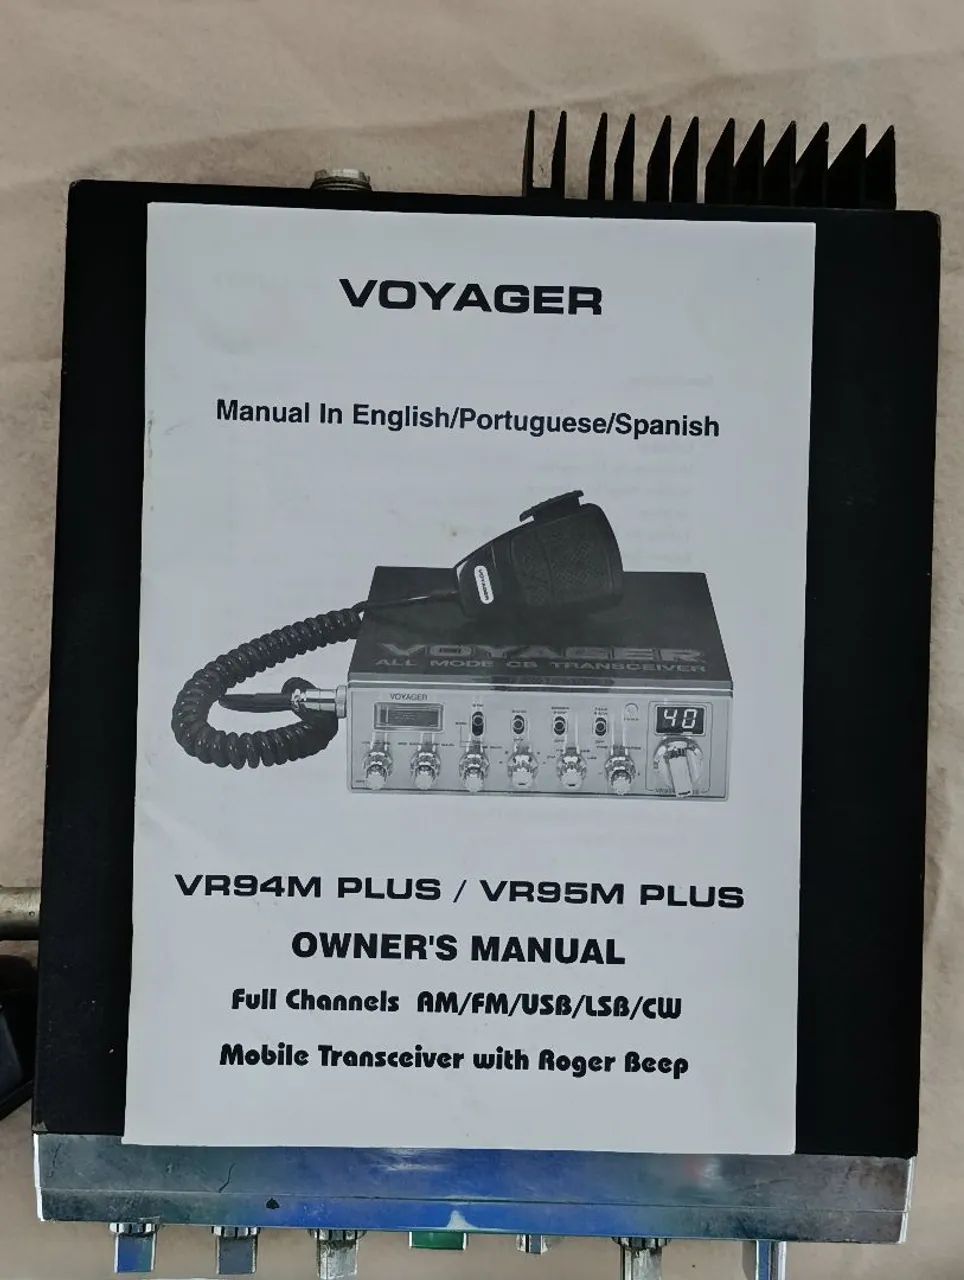 VOYAGER
Manual In English/Portuguese/Spanish
VOYAGER
VOYAGER
ALL MODE CB TRANSCEIVER
VOYAGER
40
VR94M PLUS / VR95M PLUS
OWNER'S MANUAL
Full Channels AM/FM/USB/LSB/CW
Mobile Transceiver with Roger Beep